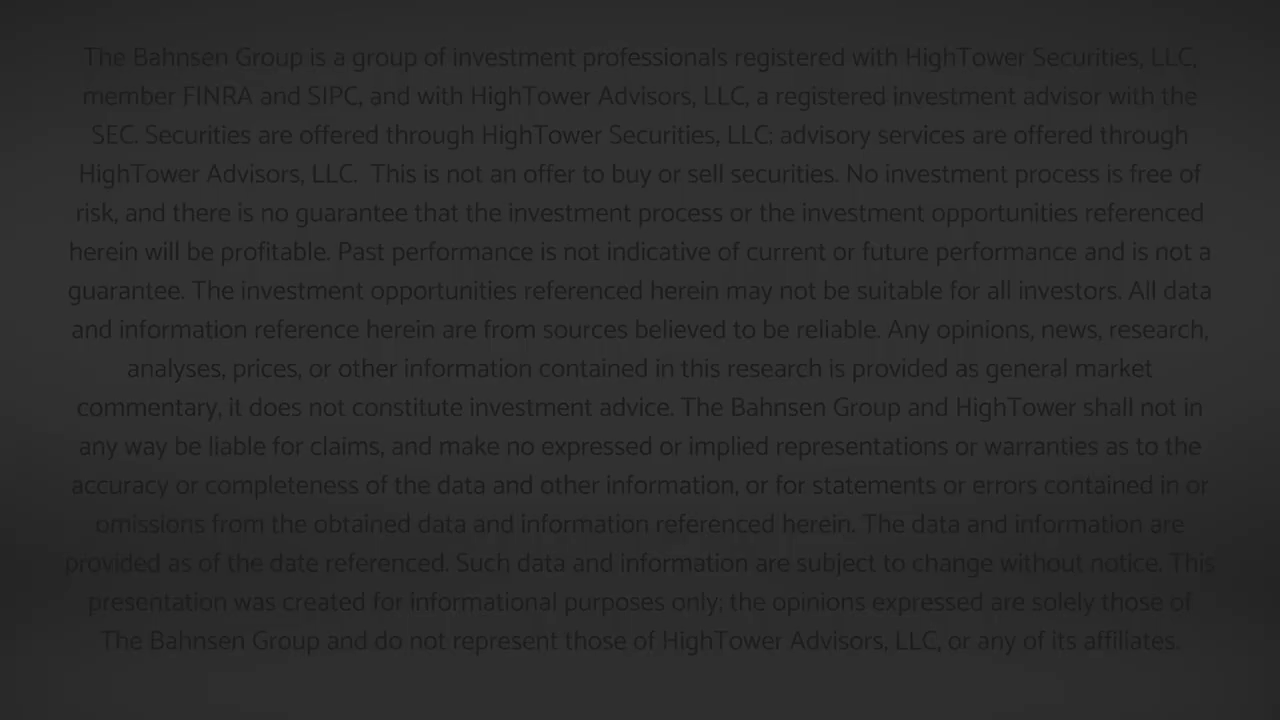 The Bahnsen Group is a group of investment professionals registered with HighTower Securities, LLC,
member FINRA and SIPC, and with HighTower Advisors, LLC, a registered investment advisor with the
SEC. Securities are offered through HighTower Securities, LLC: advisory services are offered through
HighTower Advisors, LLC.  This is not an offer to buy or sell securities. No investment process is free of
risk, and there is no guarantee that the investment process or the investment opportunities referenced
herein will be profitable. Past performance is not indicative of current or future performance and is not a
guarantee. The investment opportunities referenced herein may not be suitable for all investors. All data
and information reference herein are from sources believed to be reliable. Any opinions, news, research,
analyses, prices, or other information contained in this research is provided as general market
commentary, it does not constitute investment advice. The Bahnsen Group and HighTower shall not in
any way be liable for claims, and make no expressed or implied representations or warranties as to the
accuracy or completeness of the data and other information, or for statements or errors contained in or
omissions from the obtained data and information referenced herein. The data and information are
provided as of the date referenced. Such data and information are subject to change without notice. This
presentation was created for informational purposes only; the opinions expressed are solely those of
The Bahnsen Group and do not represent those of HighTower Advisors, LLC, or any of its affiliates.